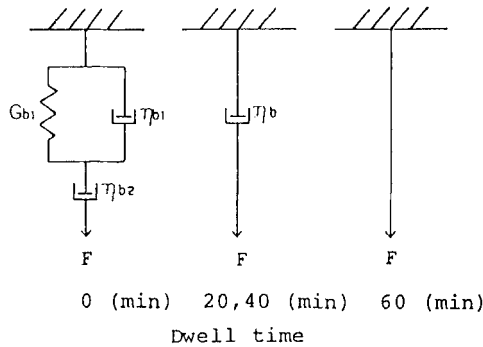 Gb1
ηb1
ηb
ηb2
F F F
0 (min) 20,40 (min) 60 (min)
Dwell time